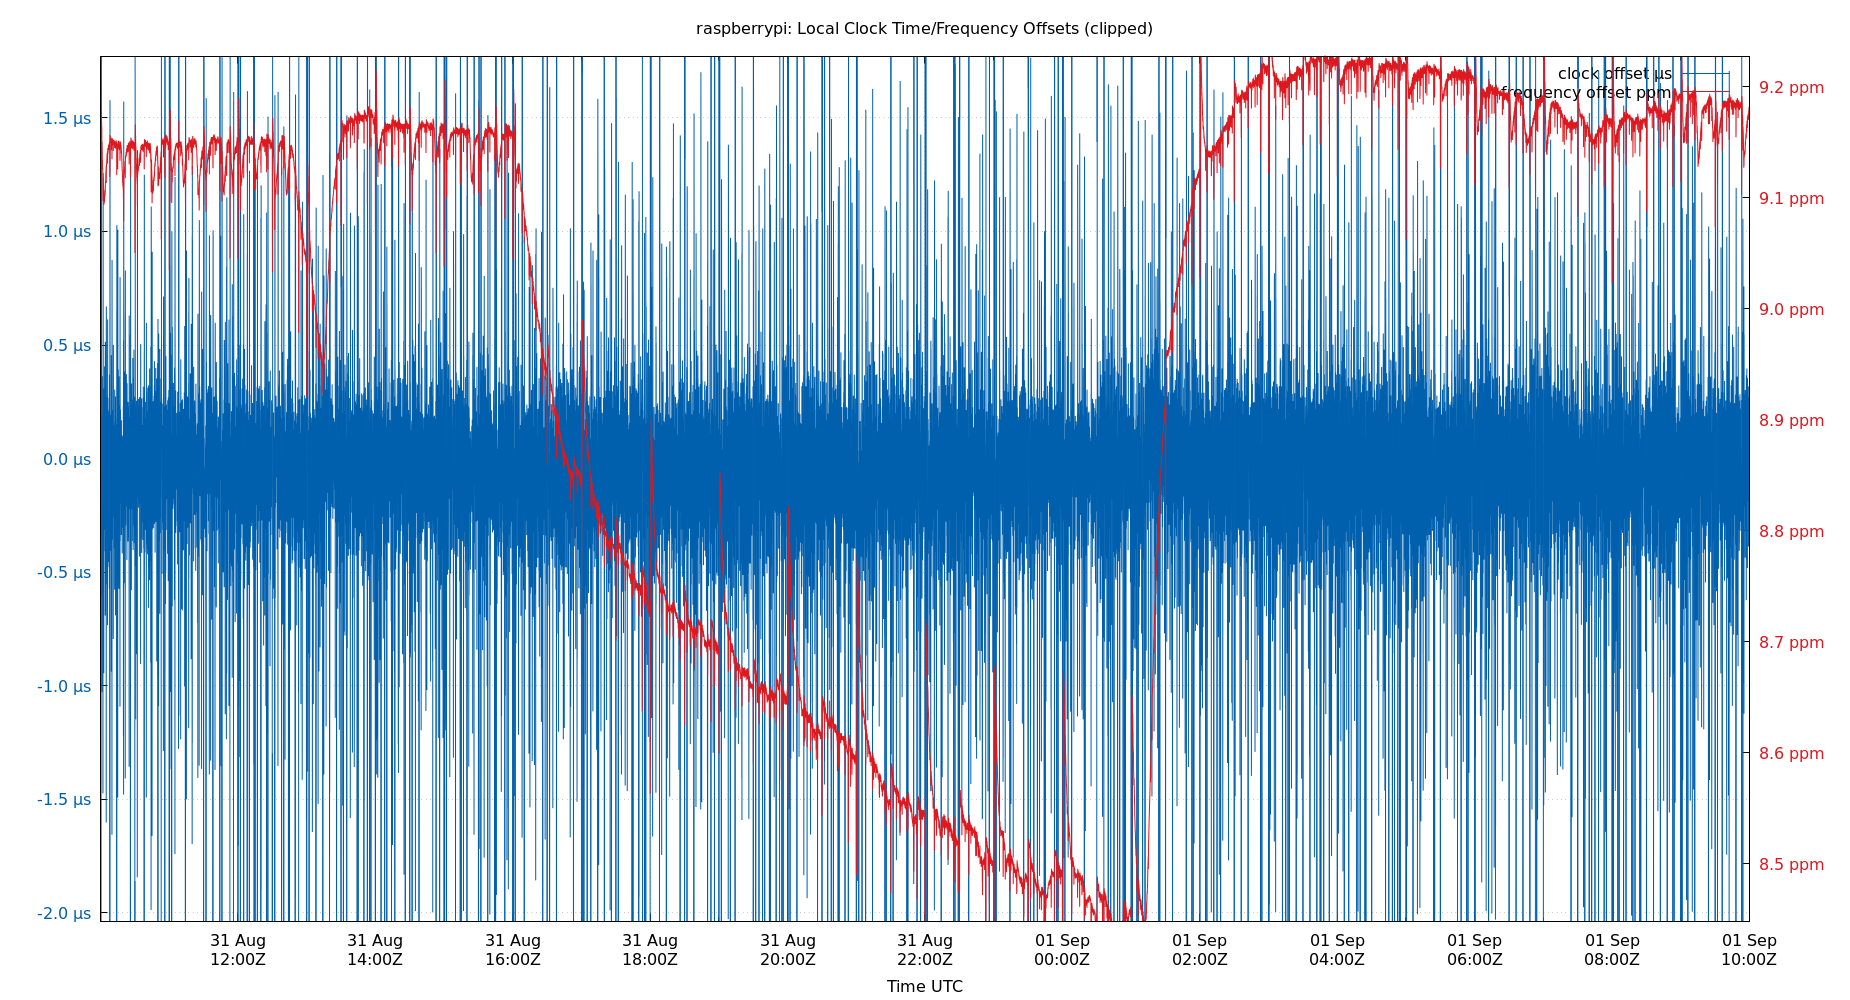 raspberrypi: Local Clock Time/Frequency Offsets (clipped)
clock offset µs
frequency offset ppm
1.5 µs
1.0 µs
0.5 µs
0.0 µs
-0.5 µs
-1.0 µs
-1.5 µs
-2.0 µs
9.2 ppm
9.1 ppm
9.0 ppm
8.9 ppm
8.8 ppm
8.7 ppm
8.6 ppm
8.5 ppm
31 Aug 31 Aug 31 Aug 31 Aug 31 Aug 31 Aug 01 Sep 01 Sep 01 Sep 01 Sep 01 Sep 01 Sep
12:00Z 14:00Z 16:00Z 18:00Z 20:00Z 22:00Z 00:00Z 02:00Z 04:00Z 06:00Z 08:00Z 10:00Z
Time UTC